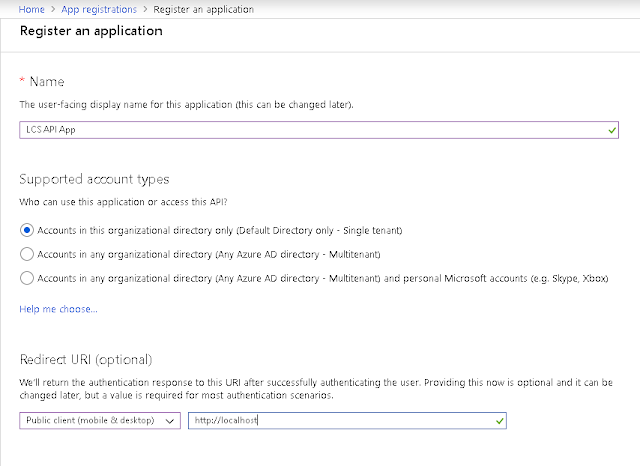 Home > App registrations > Register an application
Register an application
* Name
The user-facing display name for this application (this can be changed later).
LCS API App
Supported account types
Who can use this application or access this API?
Accounts in this organizational directory only (Default Directory only - Single tenant)
Accounts in any organizational directory (Any Azure AD directory - Multitenant)
Accounts in any organizational directory (Any Azure AD directory - Multitenant) and personal Microsoft accounts (e.g. Skype, Xbox)
Help me choose...
Redirect URI (optional)
We'll return the authentication response to this URI after successfully authenticating the user. Providing this now is optional and it can be
changed later, but a value is required for most authentication scenarios.
Public client (mobile & desktop) http://localhost